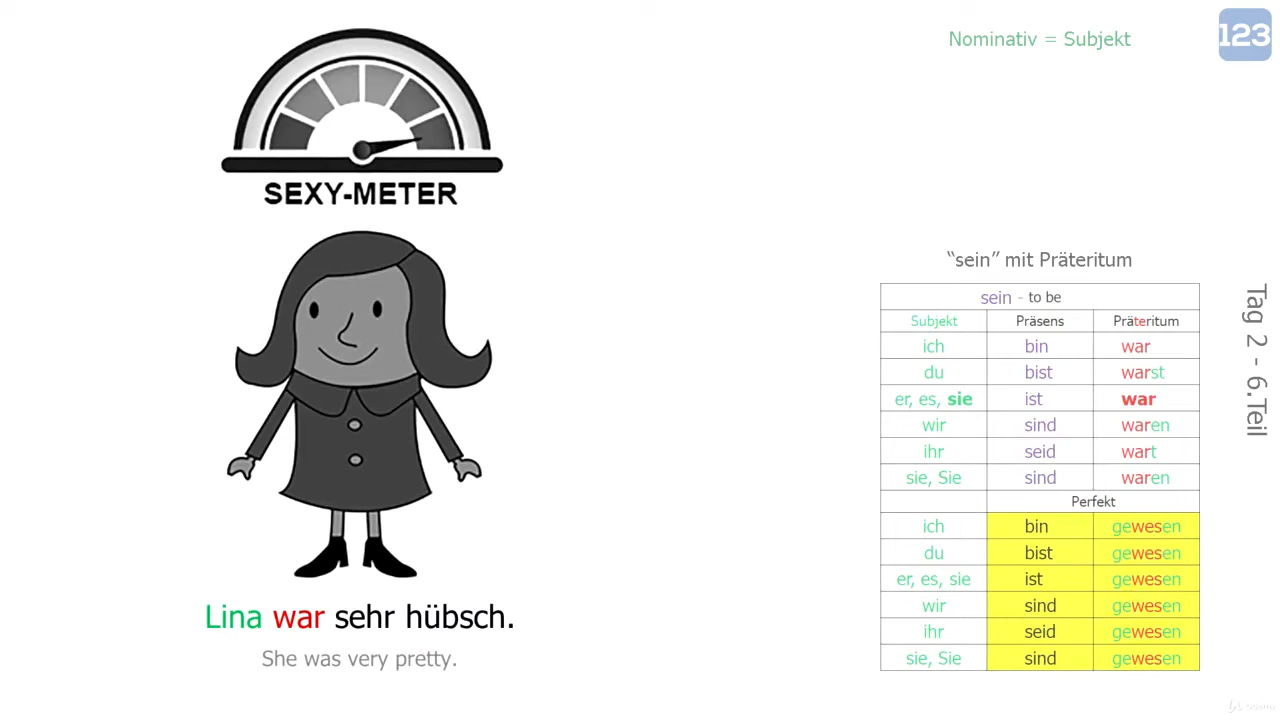 Nominativ = Subjekt
123
SEXY-METER
"sein" mit Präteritum
sein - to be
Subjekt Präsens Präteritum
ich bin war
du bist warst
er, es, sie ist war
wir sind waren
ihr seid wart
sie, Sie sind waren
Perfekt
ich bin gewesen
du bist gewesen
er, es, sie ist gewesen
wir sind gewesen
ihr seid gewesen
sie, Sie sind gewesen
Tag 2 - 6.Teil
Lina war sehr hübsch.
She was very pretty.